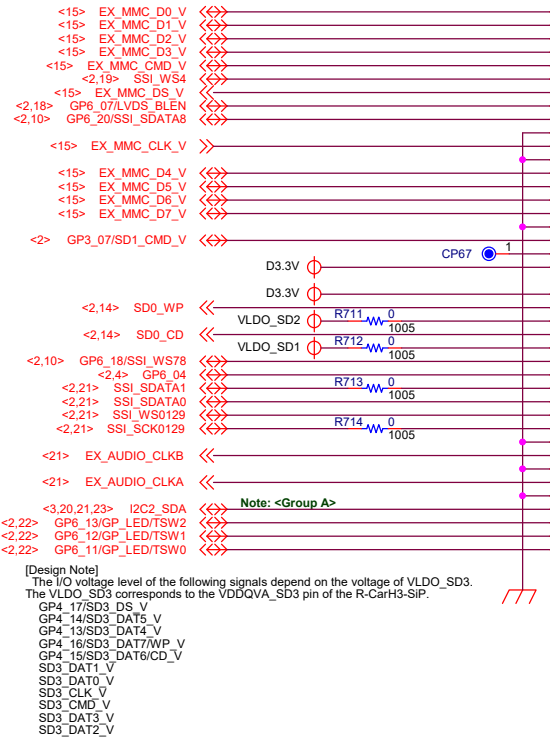 <15> EX_MMC_D0_V
<15> EX_MMC_D1_V
<15> EX_MMC_D2_V
<15> EX_MMC_D3_V
<15> EX_MMC_CMD_V
<2,19> SSI_WS4
<15> EX_MMC_DS_V
<2,18> GP6_07/LVDS_BLEN
<2,10> GP6_20/SSI_SDATA8
<15> EX_MMC_CLK_V
<15> EX_MMC_D4_V
<15> EX_MMC_D5_V
<15> EX_MMC_D6_V
<15> EX_MMC_D7_V
<2> GP3_07/SD1_CMD_V
CP67 1
D3.3V
D3.3V
<2,14> SD0_WP
VLDO_SD2 R711 0 1005
<2,14> SD0_CD
VLDO_SD1 R712 0 1005
<2,10> GP6_18/SSI_WS78
<2,4> GP6_04
<2,21> SSI_SDATA1 R713 0 1005
<2,21> SSI_SDATA0
<2,21> SSI_WS0129
<2,21> SSI_SCK0129 R714 0 1005
<21> EX_AUDIO_CLKB
<21> EX_AUDIO_CLKA
<3,20,21,23> I2C2_SDA Note: <Group A>
<2,22> GP6_13/GP_LED/TSW2
<2,22> GP6_12/GP_LED/TSW1
<2,22> GP6_11/GP_LED/TSW0
[Design Note]
The I/O voltage level of the following signals depend on the voltage of VLDO_SD3.
The VLDO_SD3 corresponds to the VDDQVA_SD3 pin of the R-CarH3-SiP.
GP4_17/SD3_DS_V
GP4_14/SD3_DAT5_V
GP4_13/SD3_DAT4_V
GP4_16/SD3_DAT7/WP_V
GP4_15/SD3_DAT6/CD_V
SD3_DAT1_V
SD3_DAT0_V
SD3_CLK_V
SD3_CMD_V
SD3_DAT3_V
SD3_DAT2_V